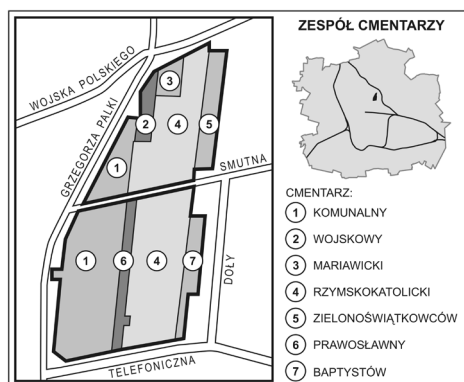 ZESPÓŁ CMENTARZY
WOJSKA POLSKIEGO
GRZEGORZA PALKI
3
2
4
5
1
SMUTNA
1
6
4
7
DOŁY
TELEFONICZNA
CMENTARZ:
1 KOMUNALNY
2 WOJSKOWY
3 MARIAWICKI
4 RZYMSKOKATOLICKI
5 ZIELONOŚWIĄTKOWCÓW
6 PRAWOSŁAWNY
7 BAPTYSTÓW